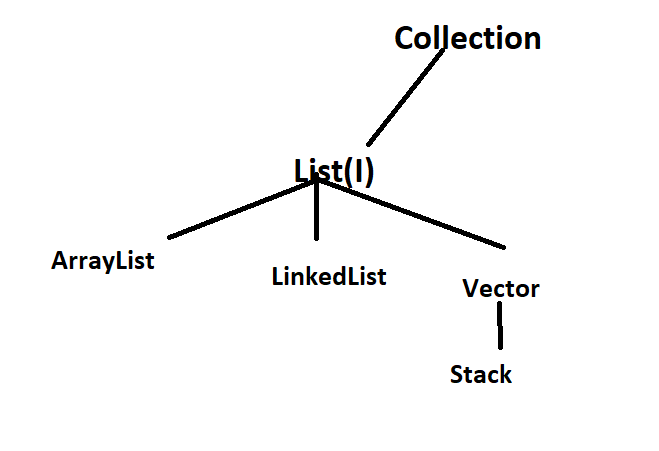 Collection
List(I)
ArrayList
LinkedList
Vector
Stack